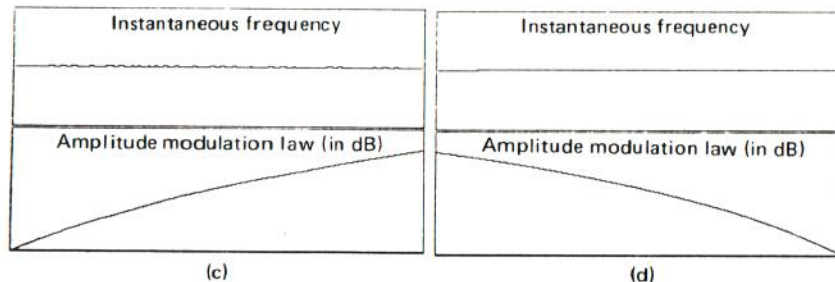 Instantaneous frequency
Instantaneous frequency
Amplitude modulation law (in dB)
Amplitude modulation law (in dB)
(c)
(d)